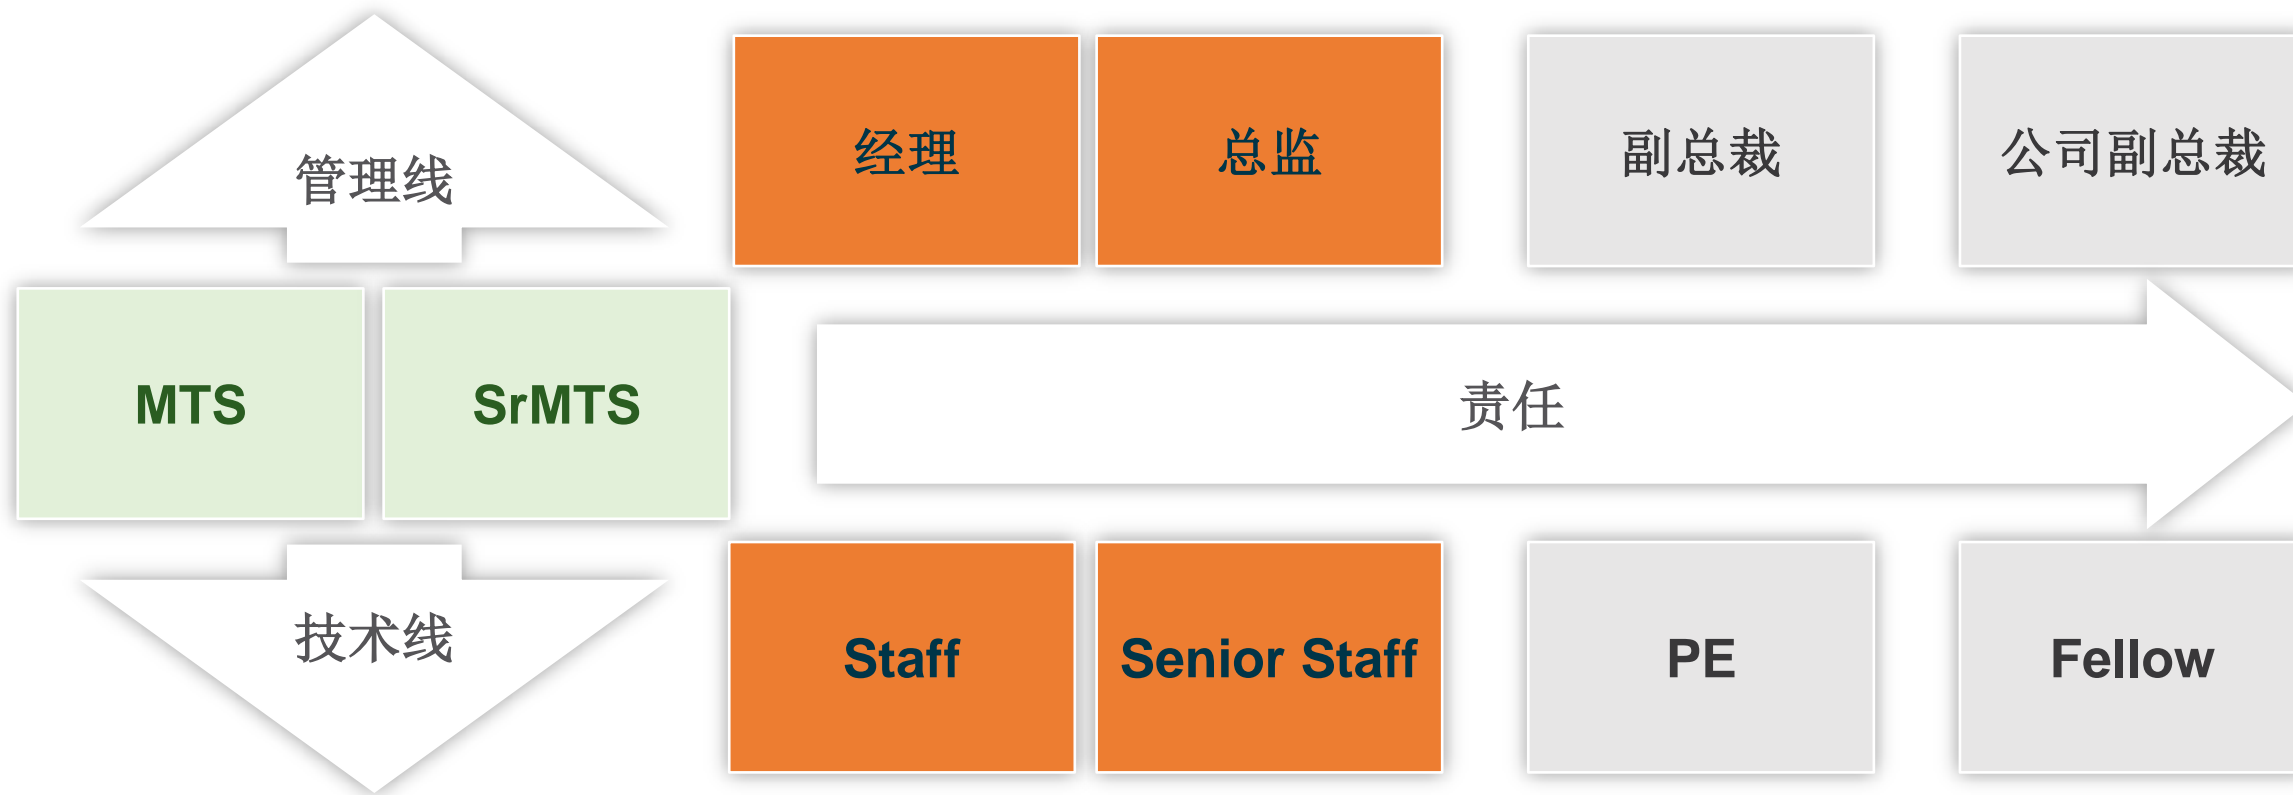 管理线
经理
总监
副总裁
公司副总裁
MTS
SrMTS
责任
技术线
Staff
Senior Staff
PE
Fellow